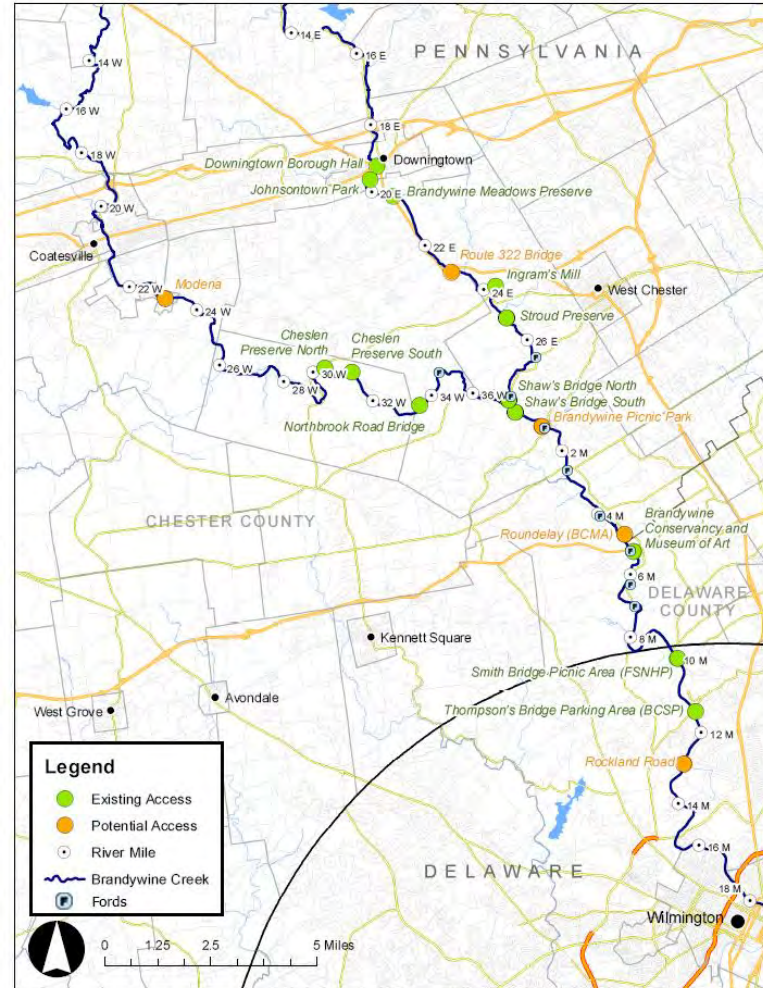 14 E
PENNSYLVANIA
16 E
14 W
16 W
18 E
18 W
Downingtown Borough Hall
Downingtown
Johnsontown Park
20 E
Brandywine Meadows Preserve
20 W
Coatesville
22 E
Route 322 Bridge
Ingram's Mill
22 W
Modena
24 E
West Chester
24 W
Stroud Preserve
26 E
Cheslen
Preserve North
Cheslen
Preserve South
26 W
28 W
30 W
32 W
34 W
36 W
Shaw's Bridge North
Shaw's Bridge South
Brandywine Picnic Park
Northbrook Road Bridge
2 M
CHESTER COUNTY
4 M
Brandywine
Conservancy and
Museum of Art
Roundelay (BCMA)
6 M
DELAWARE
COUNTY
8 M
Kennett Square
10 M
Smith Bridge Picnic Area (FSNHP)
Avondale
West Grove
Thompson's Bridge Parking Area (BCSP)
12 M
Rockland Road
14 M
16 M
DELAWARE
18 M
Wilmington
Legend
Existing Access
Potential Access
River Mile
Brandywine Creek
F Fords
0 1.25 2.5 5 Miles